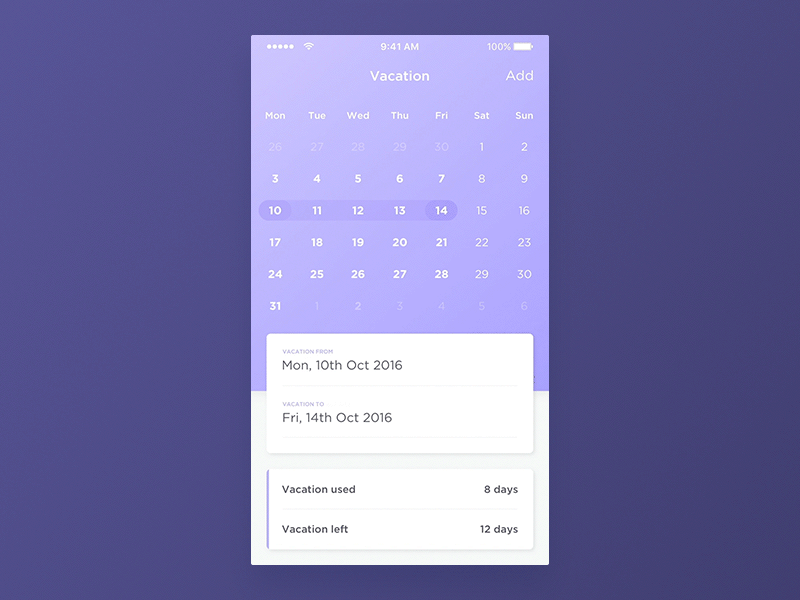 9:41 AM 100%
Vacation Add
Mon Tue Wed Thu Fri Sat Sun
26 27 28 29 30 1 2
3 4 5 6 7 8 9
10 11 12 13 14 15 16
17 18 19 20 21 22 23
24 25 26 27 28 29 30
31 1 2 3 4 5 6
VACATION FROM
Mon, 10th Oct 2016
VACATION TO
Fri, 14th Oct 2016
Vacation used 8 days
Vacation left 12 days